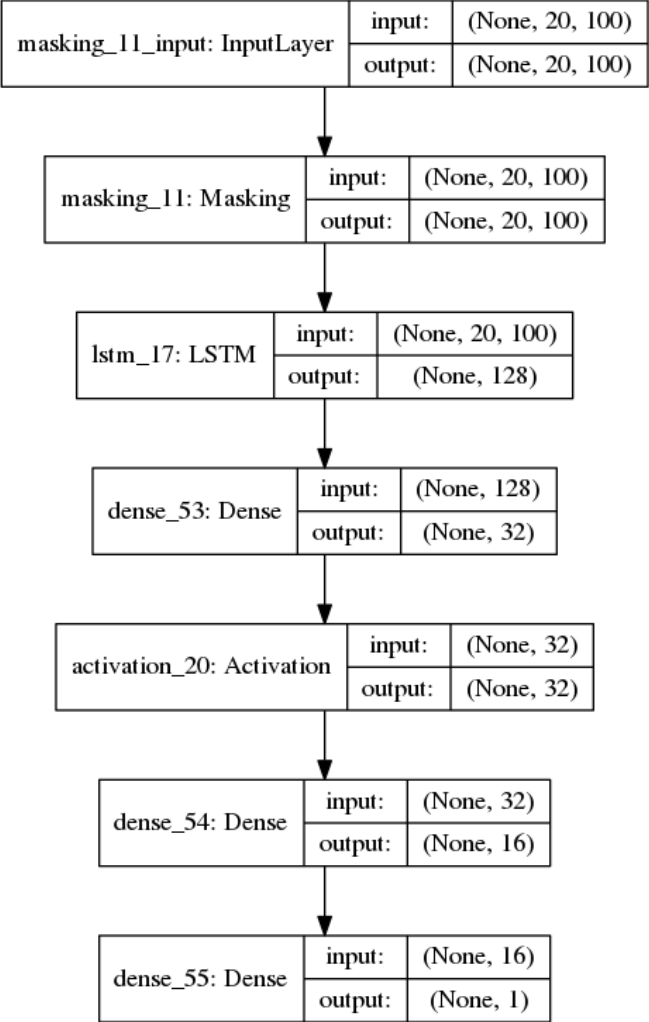 masking_11_input: InputLayer
input: (None, 20, 100)
output: (None, 20, 100)
masking_11: Masking
input: (None, 20, 100)
output: (None, 20, 100)
lstm_17: LSTM
input: (None, 20, 100)
output: (None, 128)
dense_53: Dense
input: (None, 128)
output: (None, 32)
activation_20: Activation
input: (None, 32)
output: (None, 32)
dense_54: Dense
input: (None, 32)
output: (None, 16)
dense_55: Dense
input: (None, 16)
output: (None, 1)